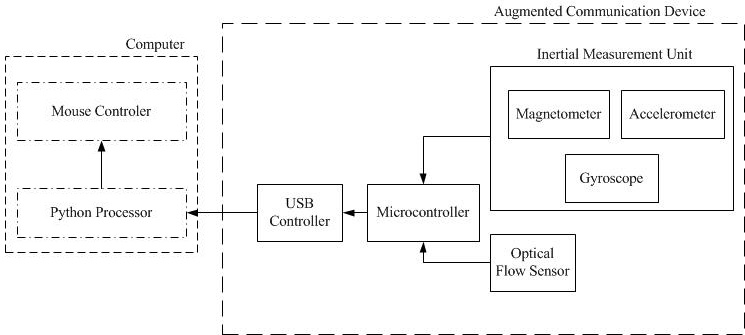 Augmented Communication Device
Computer
Inertial Measurement Unit
Mouse Controler
Magnetometer
Accelerometer
Gyroscope
Python Processor
USB
Controller
Microcontroller
Optical
Flow Sensor